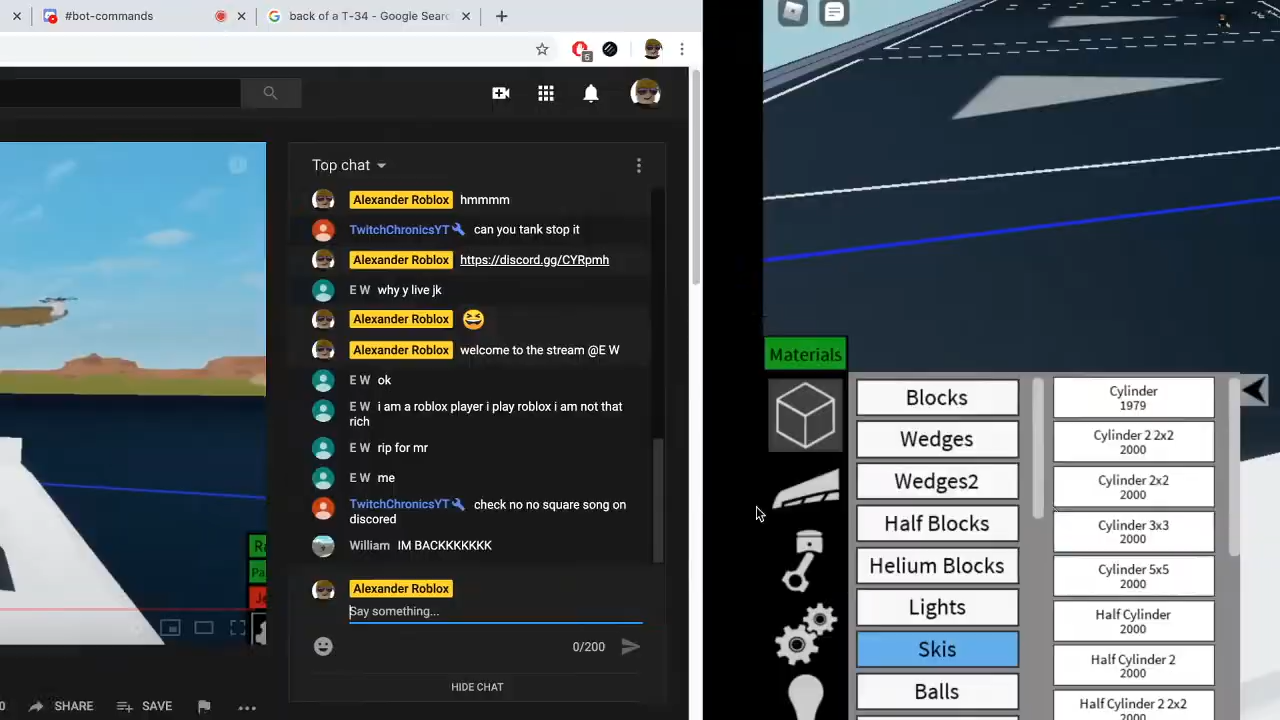 #bot-commands
back of a T-34 - Google Sear
6
Top chat
Alexander Roblox hmmmm
TwitchChronicsYT can you tank stop it
Alexander Roblox https://discord.gg/CYRpmh
E W why y live jk
Alexander Roblox 😆
Alexander Roblox welcome to the stream @E W
E W ok
E W i am a roblox player i play roblox i am not that
rich
E W rip for mr
E W me
TwitchChronicsYT check no no square song on
discored
William IM BACKKKKKKK
Alexander Roblox
Say something...
0/200
HIDE CHAT
SHARE
SAVE
Materials
Blocks
Wedges
Wedges2
Half Blocks
Helium Blocks
Lights
Skis
Balls
Cylinder
1979
Cylinder 2 2x2
2000
Cylinder 2x2
2000
Cylinder 3x3
2000
Cylinder 5x5
2000
Half Cylinder
2000
Half Cylinder 2
2000
Half Cylinder 2 2x2
2000